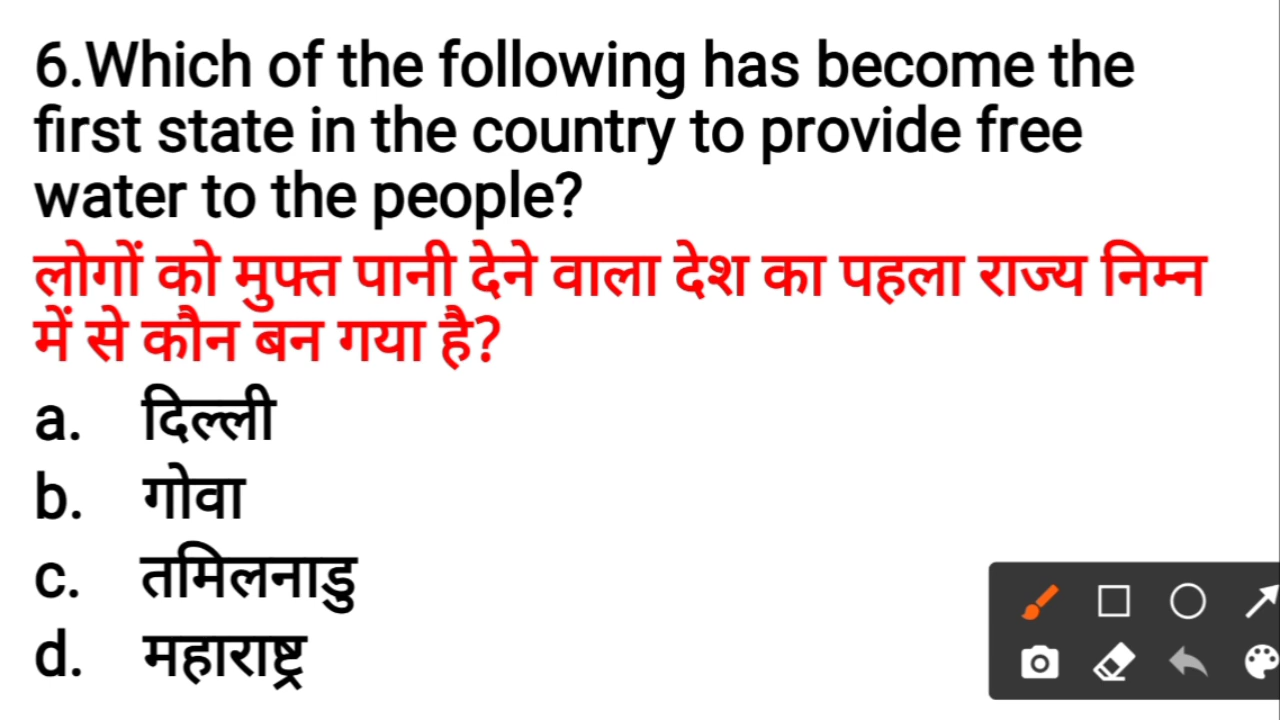 6.Which of the following has become the
first state in the country to provide free
water to the people?
लोगों को मुफ्त पानी देने वाला देश का पहला राज्य निम्न
में से कौन बन गया है?
a. दिल्ली
b. गोवा
c. तमिलनाडु
d. महाराष्ट्र